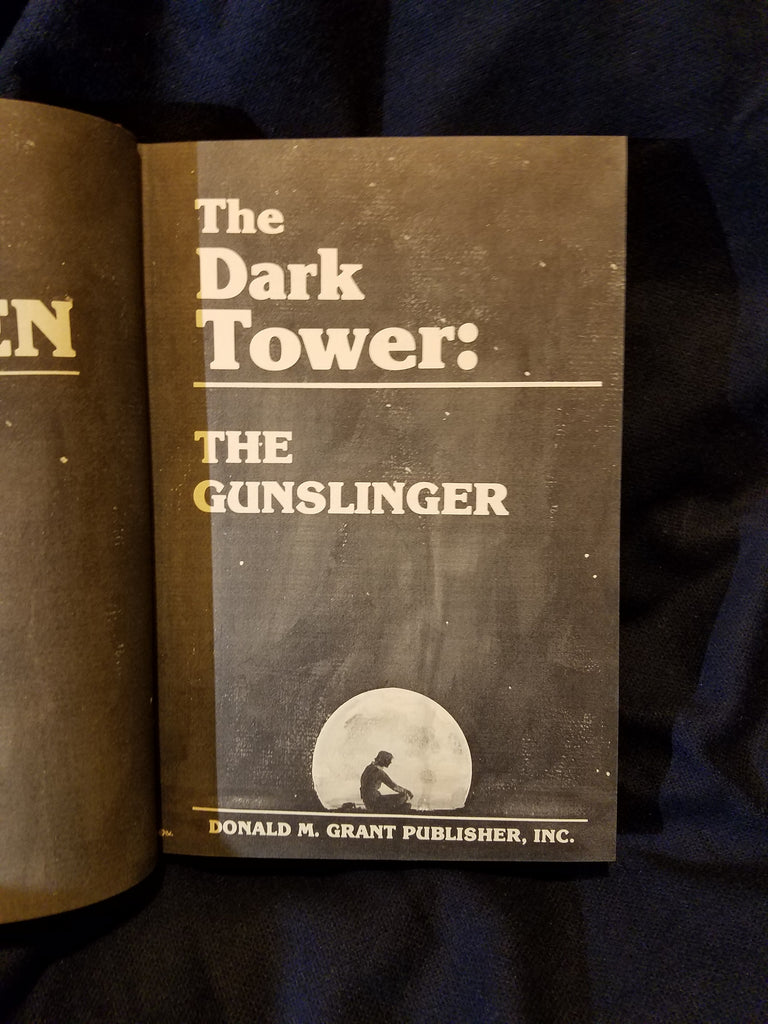 EN
The
Dark
Tower:
THE
GUNSLINGER
DONALD M. GRANT PUBLISHER, INC.